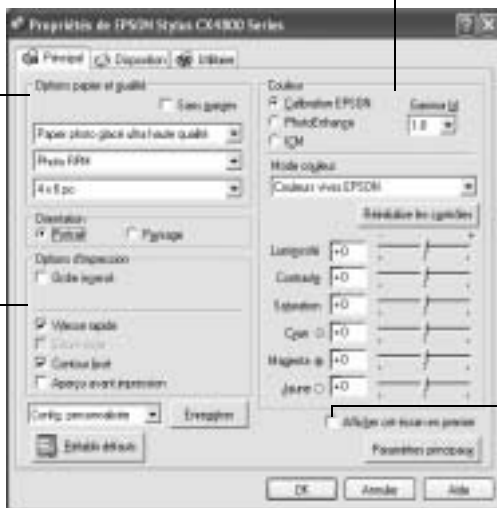 Propriétés de EPSON Stylus CX4800 Series
Principal
Disposition
Utilitaire
Options papier et qualité
Sans marges
Papier photo glacé ultra haute qualité
Photo RPM
4 x 6 po
Orientation
Portrait
Paysage
Options d'impression
Ordre inversé
Vitesse rapide
Contour lissé
Aperçu avant impression
Config. personnalisée
Enregistrer
Rétablir défauts
Couleur
Calibration EPSON
PhotoEnhance
ICM
Gamma
1.8
Mode couleur
Couleurs vives EPSON
Réinitialiser les contrôles
Luminosité +0
Contraste +0
Saturation +0
Cyan +0
Magenta +0
Jaune +0
Afficher cet écran en premier
Paramètres principaux
OK
Annuler
Aide